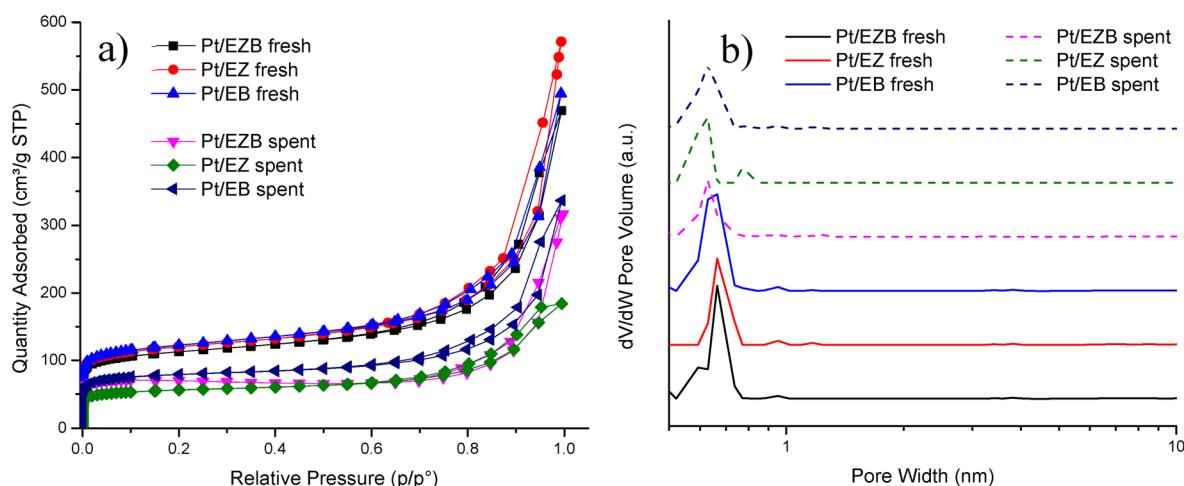 a)
Pt/EZB fresh
Pt/EZ fresh
Pt/EB fresh
Pt/EZB spent
Pt/EZ spent
Pt/EB spent
600
500
400
300
200
100
0
0.0 0.2 0.4 0.6 0.8 1.0
Quantity Adsorbed (cm³/g STP)
Relative Pressure (p/p°)
b)
Pt/EZB fresh
Pt/EZ fresh
Pt/EB fresh
Pt/EZB spent
Pt/EZ spent
Pt/EB spent
dV/dW Pore Volume (a.u.)
1 10
Pore Width (nm)